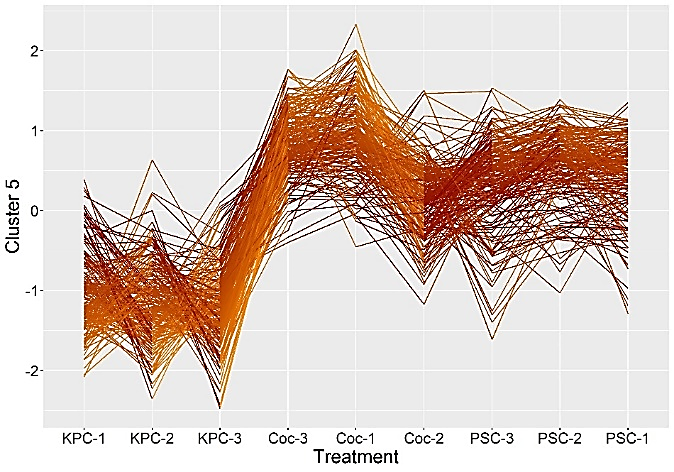 Cluster 5
2
1
0
-1
-2
KPC-1 KPC-2 KPC-3 Coc-3 Coc-1 Coc-2 PSC-3 PSC-2 PSC-1
Treatment